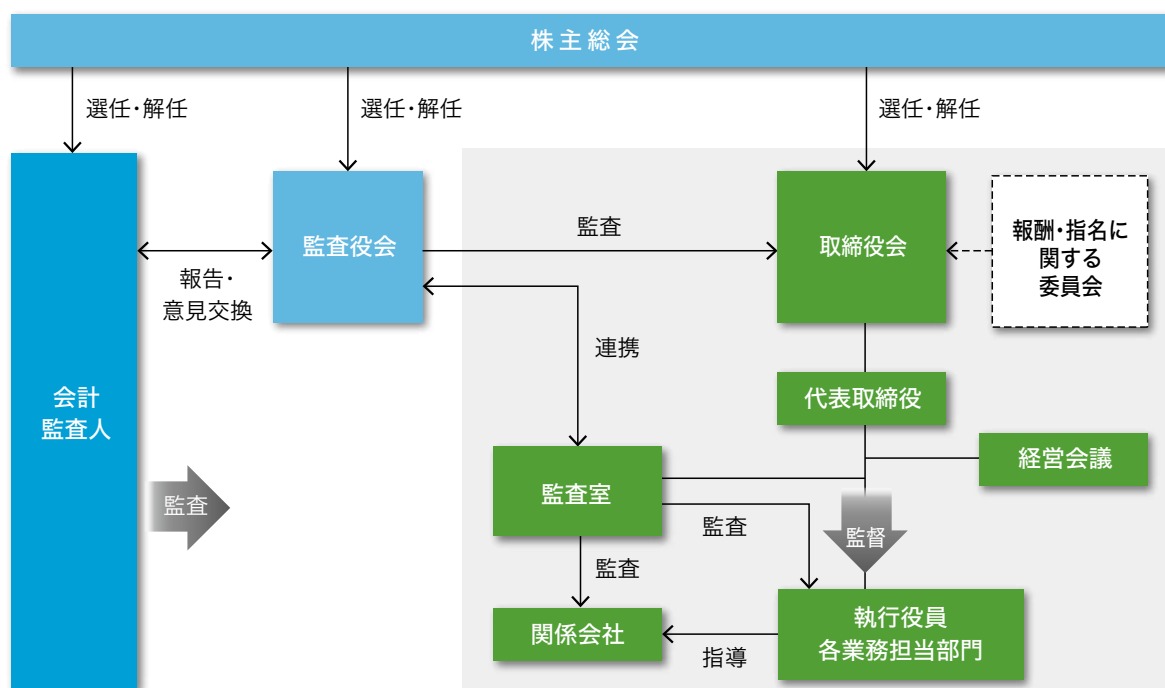 株主総会
選任・解任
選任・解任
選任・解任
監査役会
監査
取締役会
報酬・指名に
関する
委員会
報告・
意見交換
連携
代表取締役
会計
監査人
経営会議
監査室
監査
監査
監督
監査
関係会社
指導
執行役員
各業務担当部門